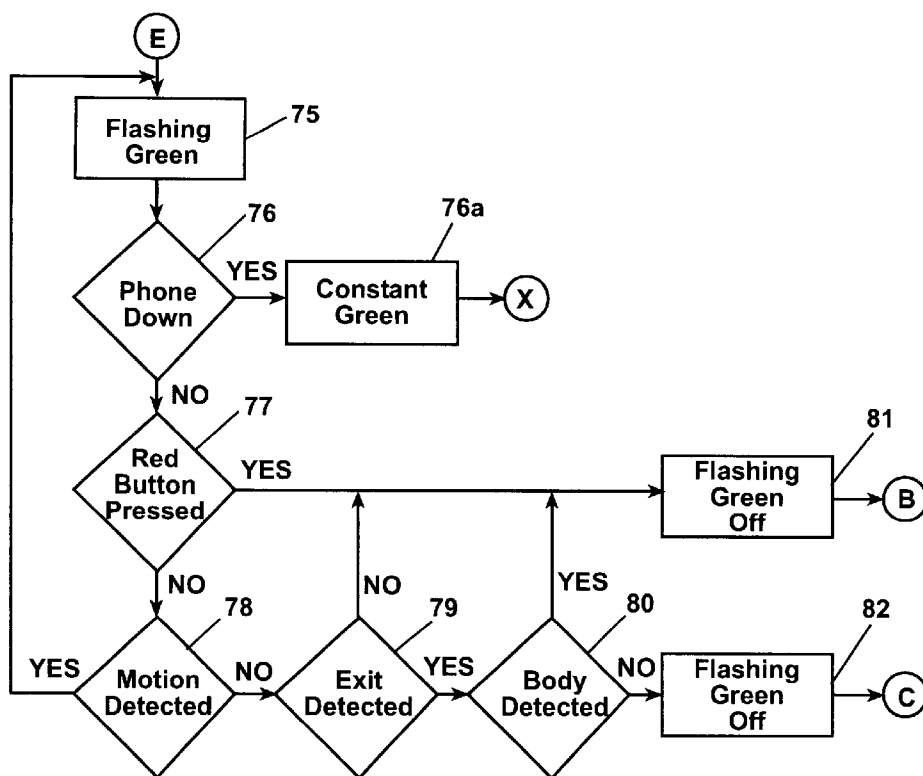 E
Flashing
Green
75
76
Phone
Down
YES
76a
Constant
Green
X
NO
77
Red
Button
Pressed
YES
81
Flashing
Green
Off
B
NO
78
YES
Motion
Detected
NO
NO
79
Exit
Detected
YES
YES
80
Body
Detected
NO
82
Flashing
Green
Off
C